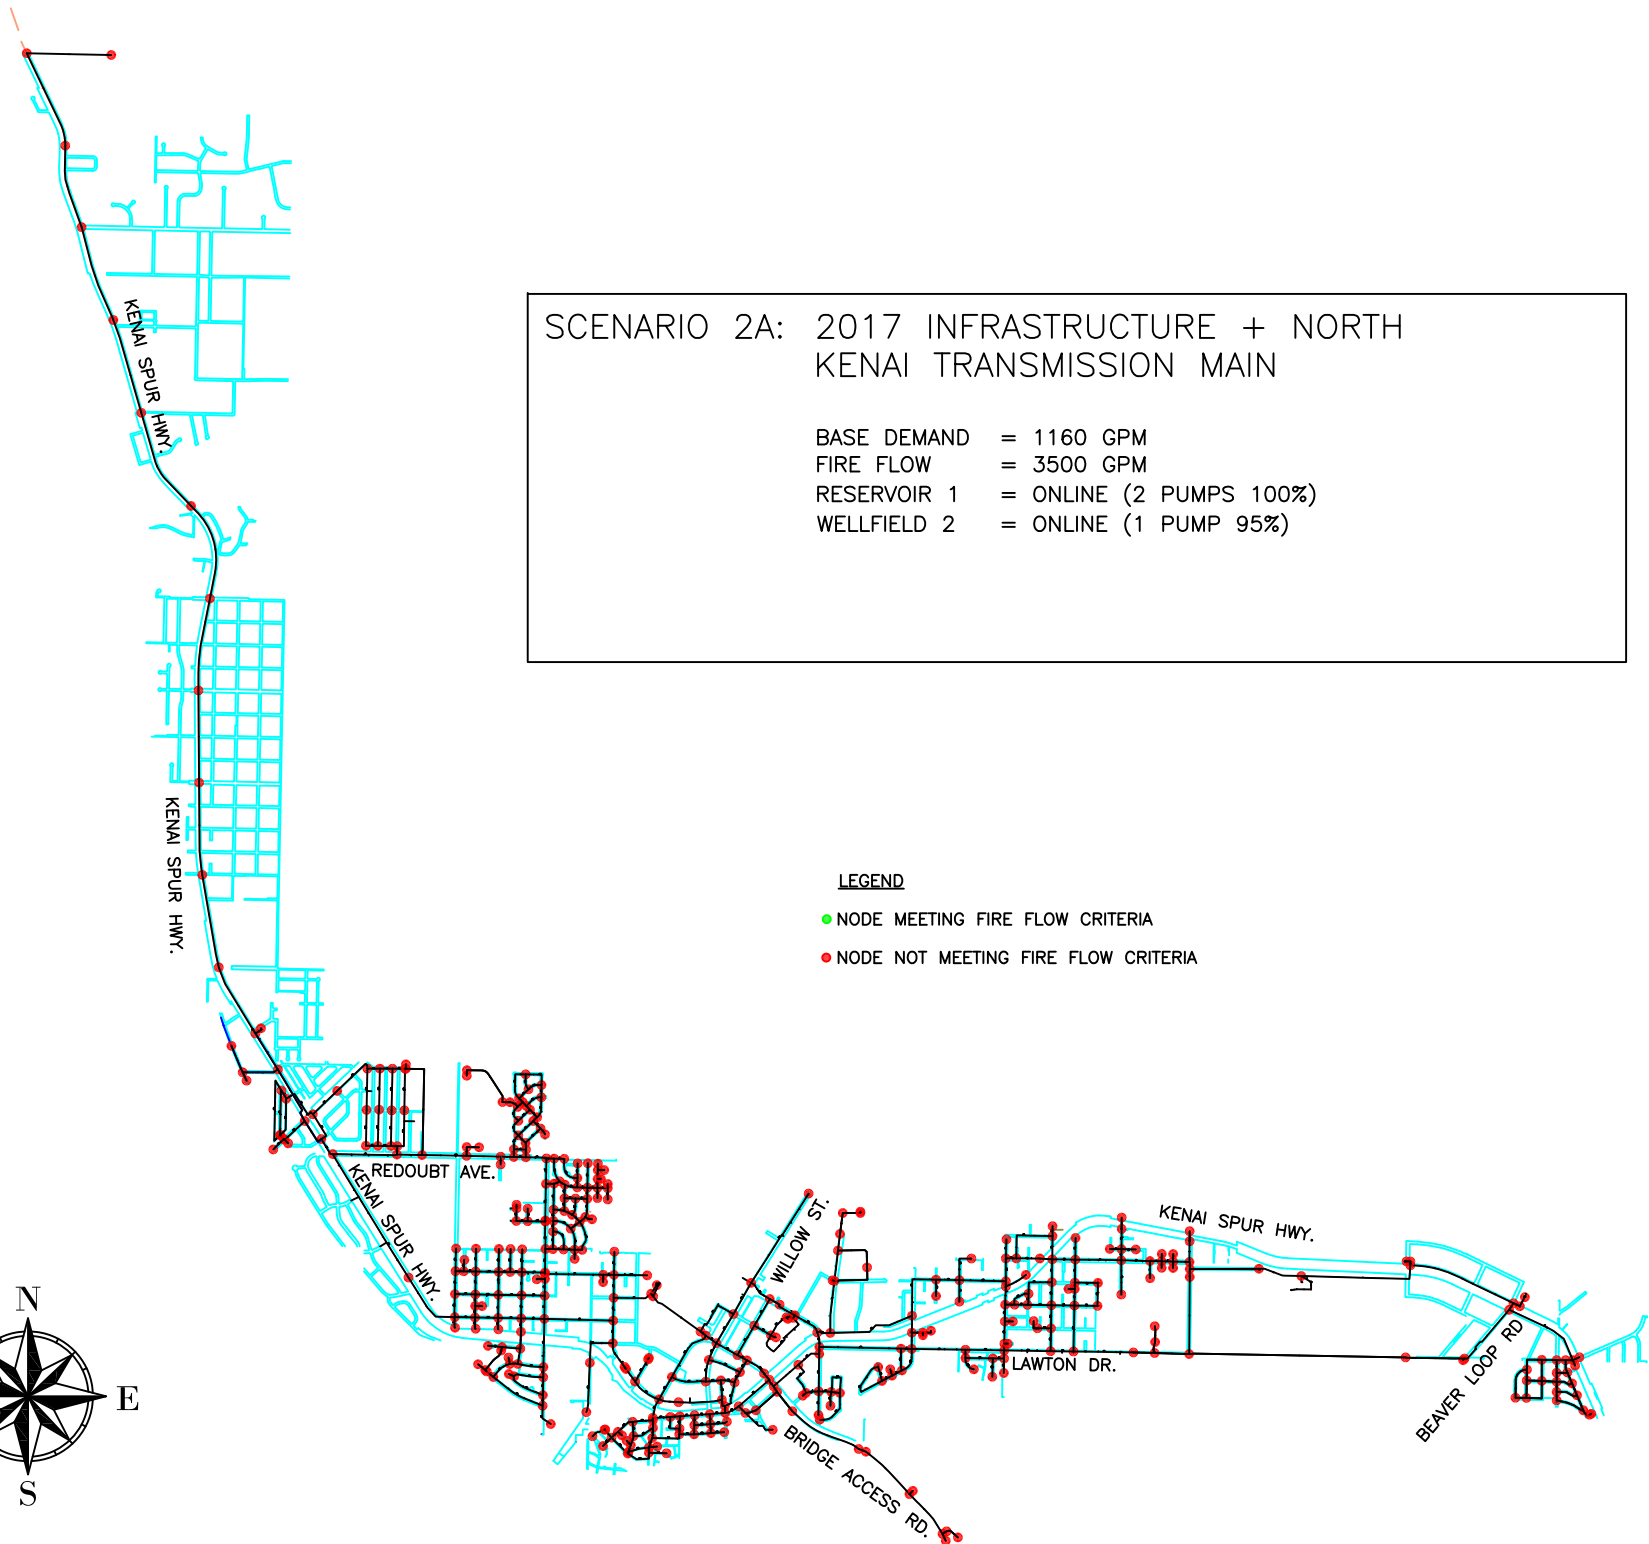 SCENARIO 2A: 2017 INFRASTRUCTURE + NORTH
KENAI TRANSMISSION MAIN
BASE DEMAND = 1160 GPM
FIRE FLOW = 3500 GPM
RESERVOIR 1 = ONLINE (2 PUMPS 100%)
WELLFIELD 2 = ONLINE (1 PUMP 95%)
KENAI SPUR HWY.
KENAI SPUR HWY.
LEGEND
NODE MEETING FIRE FLOW CRITERIA
NODE NOT MEETING FIRE FLOW CRITERIA
REDOUBT AVE.
KENAI SPUR HWY.
WILLOW ST.
KENAI SPUR HWY.
LAWTON DR.
BEAVER LOOP RD
BRIDGE ACCESS RD.
N
E
S